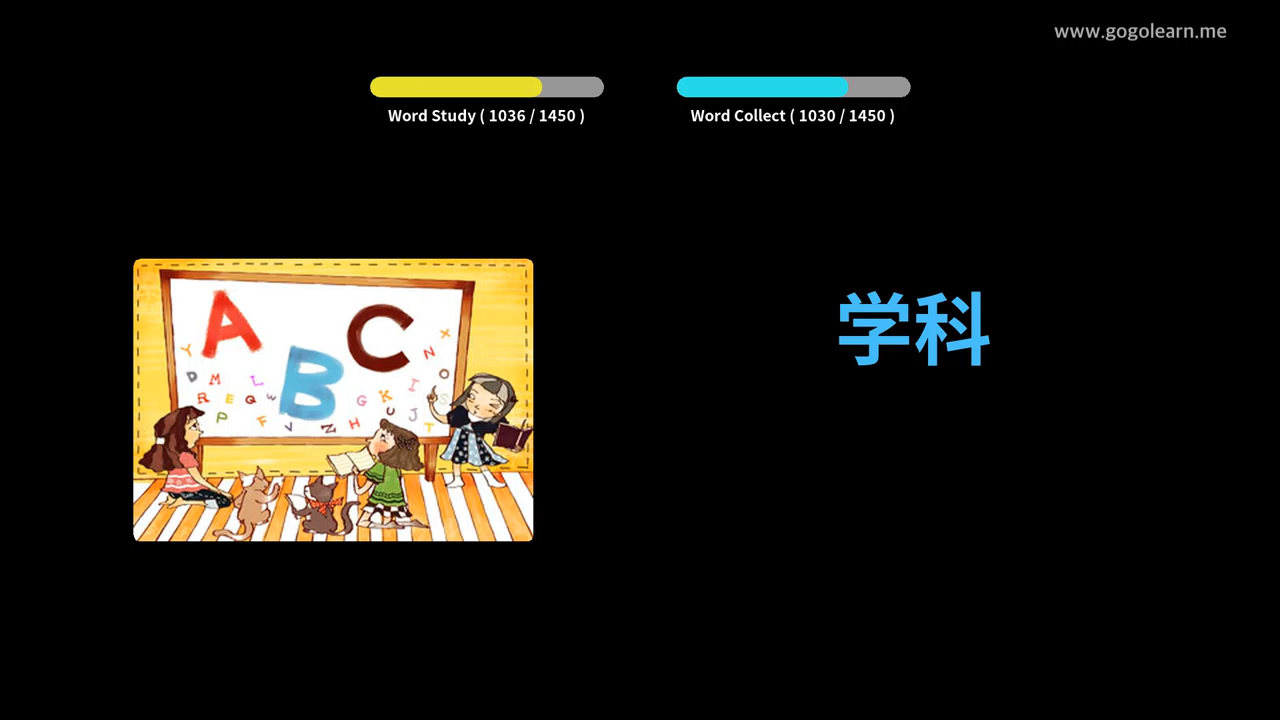 www.gogolearn.me
Word Study ( 1036 / 1450 )
Word Collect ( 1030 / 1450 )
学科
A B C
X
Y N
D M L I O
R E Q W G K S
P F V Z H U J T